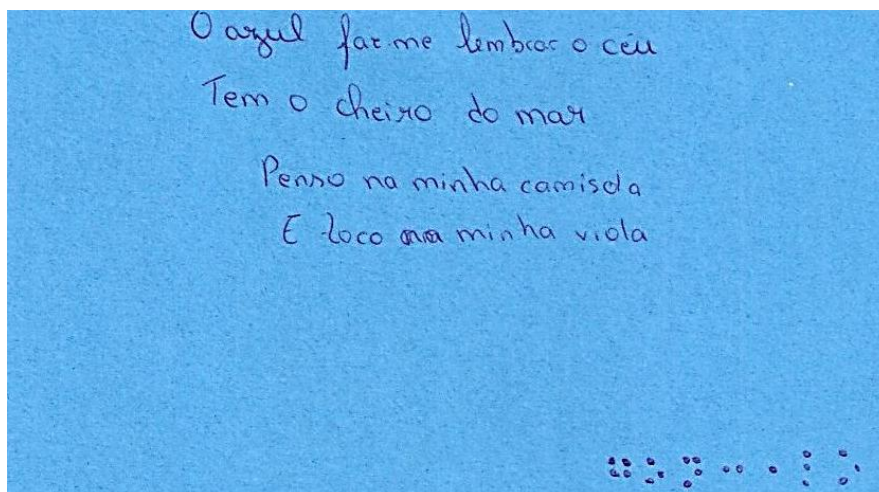 O azul faz-me lembrar o céu
Tem o cheiro do mar
Penso na minha camisola
E toco na minha viola